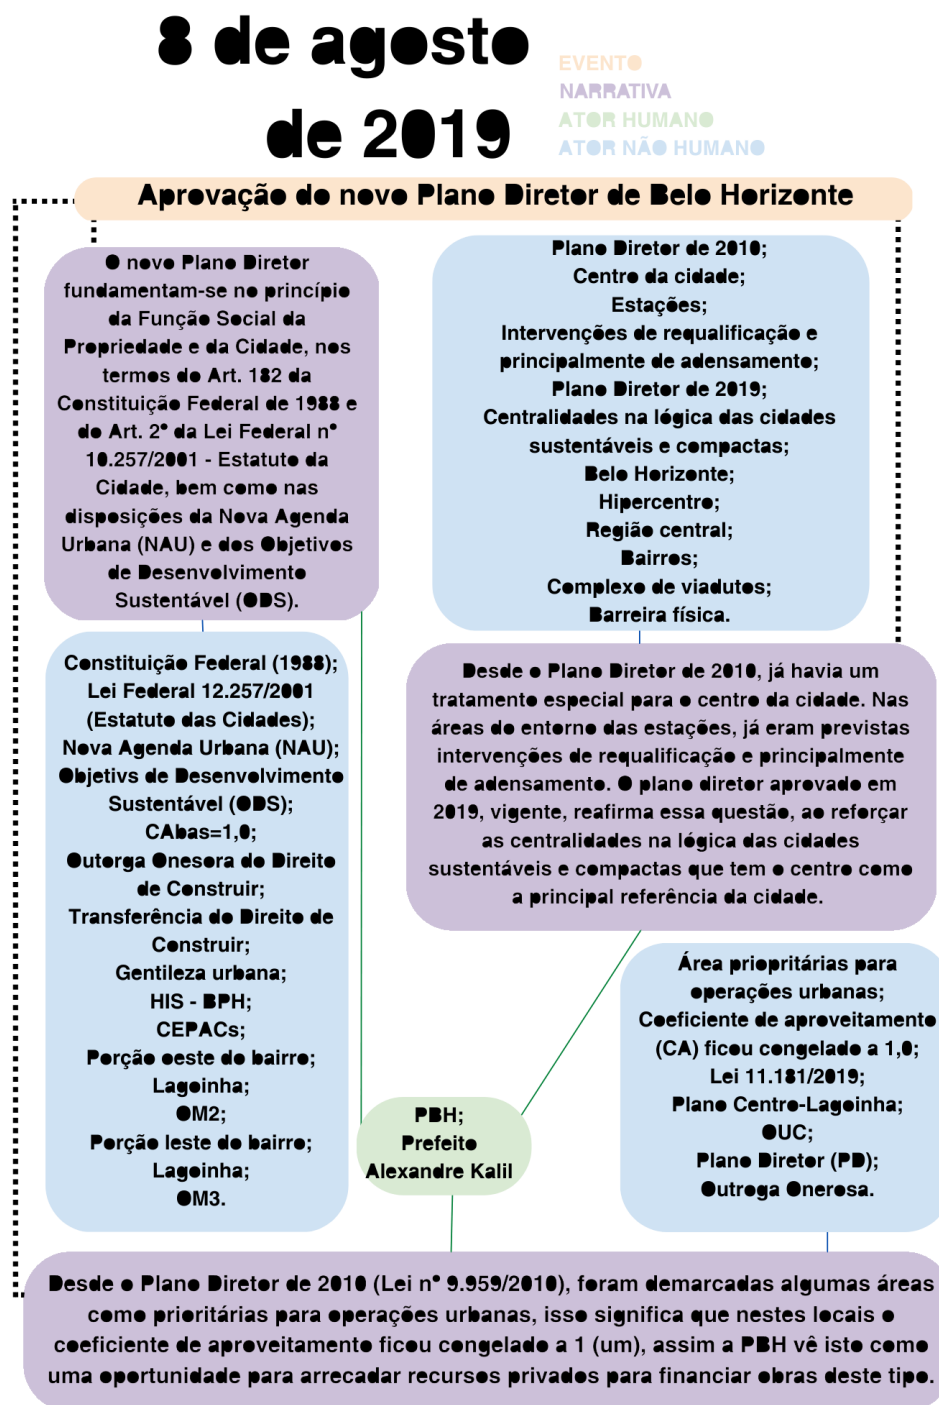 8 de agosto
de 2019
EVENTO
NARRATIVA
ATOR HUMANO
ATOR NÃO HUMANO
Aprovação do novo Plano Diretor de Belo Horizonte
O novo Plano Diretor
fundamentam-se no princípio
da Função Social da
Propriedade e da Cidade, nos
termos do Art. 182 da
Constituição Federal de 1988 e
do Art. 2° da Lei Federal n°
10.257/2001 - Estatuto da
Cidade, bem como nas
disposições da Nova Agenda
Urbana (NAU) e dos Objetivos
de Desenvolvimento
Sustentável (ODS).
Plano Diretor de 2010;
Centro da cidade;
Estações;
Intervenções de requalificação e
principalmente de adensamento;
Plano Diretor de 2019;
Centralidades na lógica das cidades
sustentáveis e compactas;
Belo Horizonte;
Hipercentro;
Região central;
Bairros;
Complexo de viadutos;
Barreira física.
Constituição Federal (1988);
Lei Federal 12.257/2001
(Estatuto das Cidades);
Nova Agenda Urbana (NAU);
Objetivs de Desenvolvimento
Sustentável (ODS);
CAbas=1,0;
Outorga Onesora do Direito
de Construir;
Transferência do Direito de
Construir;
Gentileza urbana;
HIS - BPH;
CEPACs;
Porção oeste do bairro;
Lagoinha;
OM2;
Porção leste do bairro;
Lagoinha;
OM3.
Desde o Plano Diretor de 2010, já havia um
tratamento especial para o centro da cidade. Nas
áreas do entorno das estações, já eram previstas
intervenções de requalificação e principalmente
de adensamento. O plano diretor aprovado em
2019, vigente, reafirma essa questão, ao reforçar
as centralidades na lógica das cidades
sustentáveis e compactas que tem o centro como
a principal referência da cidade.
Área priopritárias para
operações urbanas;
Coeficiente de aproveitamento
(CA) ficou congelado a 1,0;
Lei 11.181/2019;
Plano Centro-Lagoinha;
OUC;
Plano Diretor (PD);
Outroga Onerosa.
PBH;
Prefeito
Alexandre Kalil
Desde o Plano Diretor de 2010 (Lei n° 9.959/2010), foram demarcadas algumas áreas
como prioritárias para operações urbanas, isso significa que nestes locais o
coeficiente de aproveitamento ficou congelado a 1 (um), assim a PBH vê isto como
uma oportunidade para arrecadar recursos privados para financiar obras deste tipo.